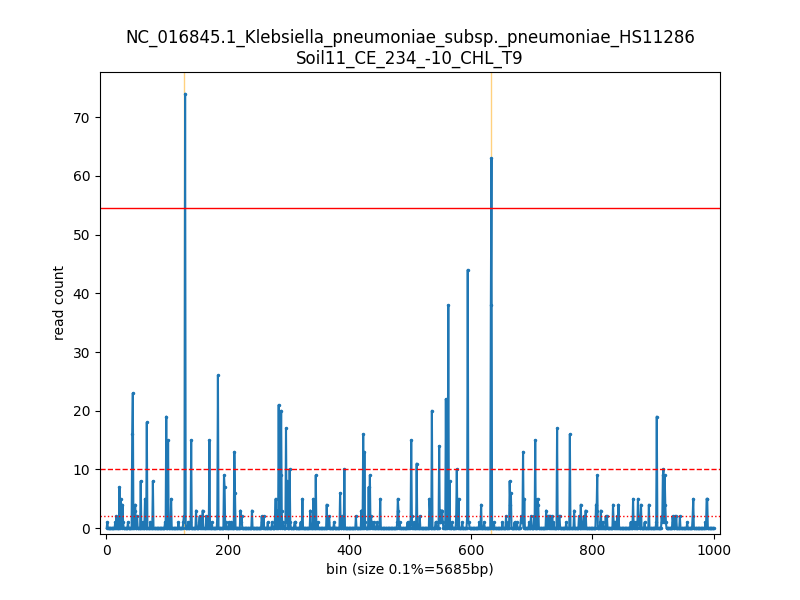 NC_016845.1_Klebsiella_pneumoniae_subsp._pneumoniae_HS11286
Soil11_CE_234_-10_CHL_T9
70
60
50
40
30
20
10
0
read count
0 200 400 600 800 1000
bin (size 0.1%=5685bp)